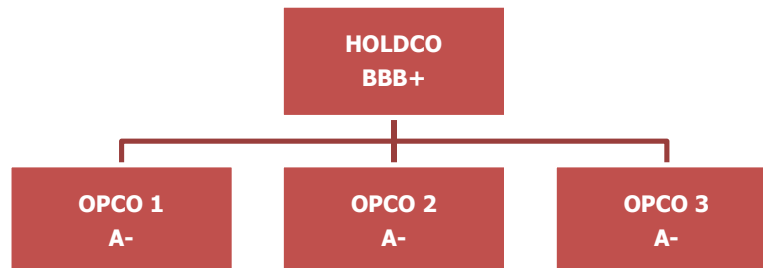 HOLDCO
BBB+
OPCO 1
A-
OPCO 2
A-
OPCO 3
A-